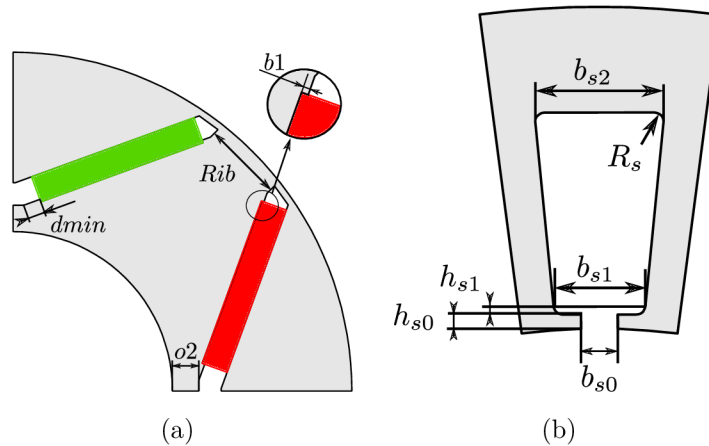 b1
Rib
dmin
o2
(a)
b_{s2}
R_s
b_{s1}
h_{s1}
h_{s0}
b_{s0}
(b)